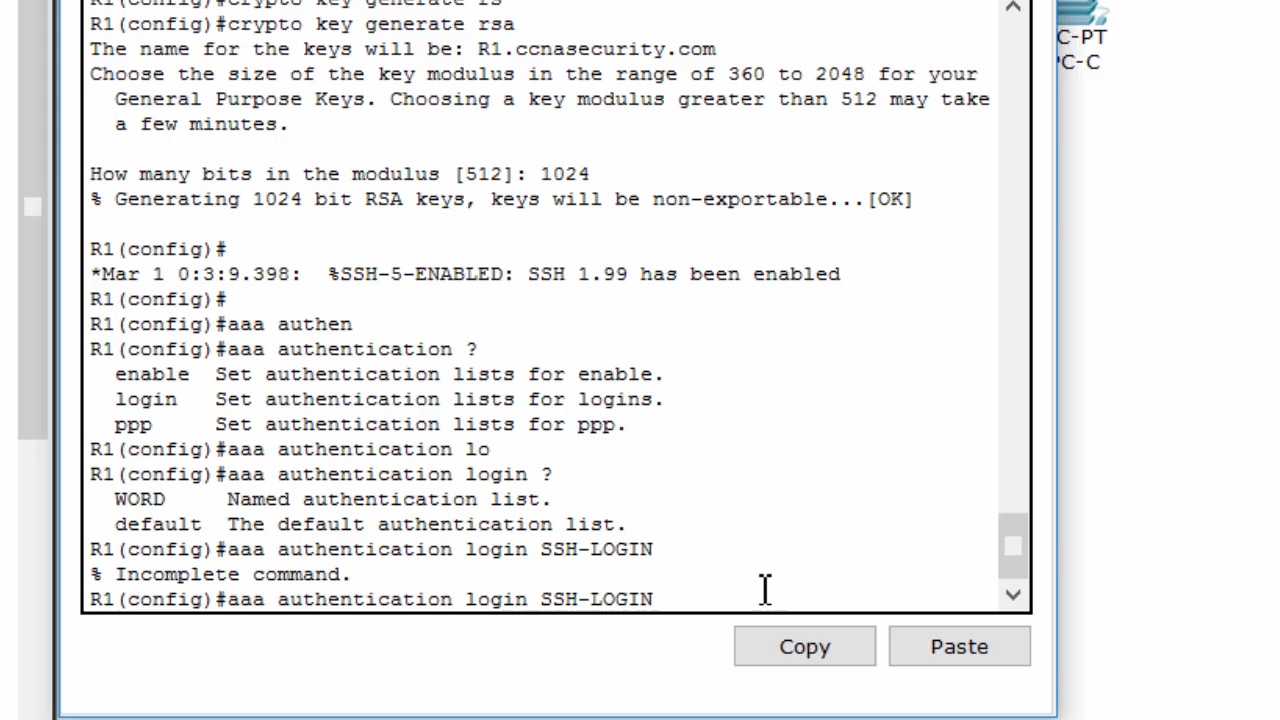 R1(config)#crypto key generate rs
R1(config)#crypto key generate rsa
The name for the keys will be: R1.ccnasecurity.com
Choose the size of the key modulus in the range of 360 to 2048 for your
General Purpose Keys. Choosing a key modulus greater than 512 may take
a few minutes.
How many bits in the modulus [512]: 1024
% Generating 1024 bit RSA keys, keys will be non-exportable...[OK]
R1(config)#
*Mar 1 0:3:9.398: %SSH-5-ENABLED: SSH 1.99 has been enabled
R1(config)#
R1(config)#aaa authen
R1(config)#aaa authentication ?
enable Set authentication lists for enable.
login Set authentication lists for logins.
ppp Set authentication lists for ppp.
R1(config)#aaa authentication lo
R1(config)#aaa authentication login ?
WORD Named authentication list.
default The default authentication list.
R1(config)#aaa authentication login SSH-LOGIN
% Incomplete command.
R1(config)#aaa authentication login SSH-LOGIN
Copy
Paste
C-PT
PC-C